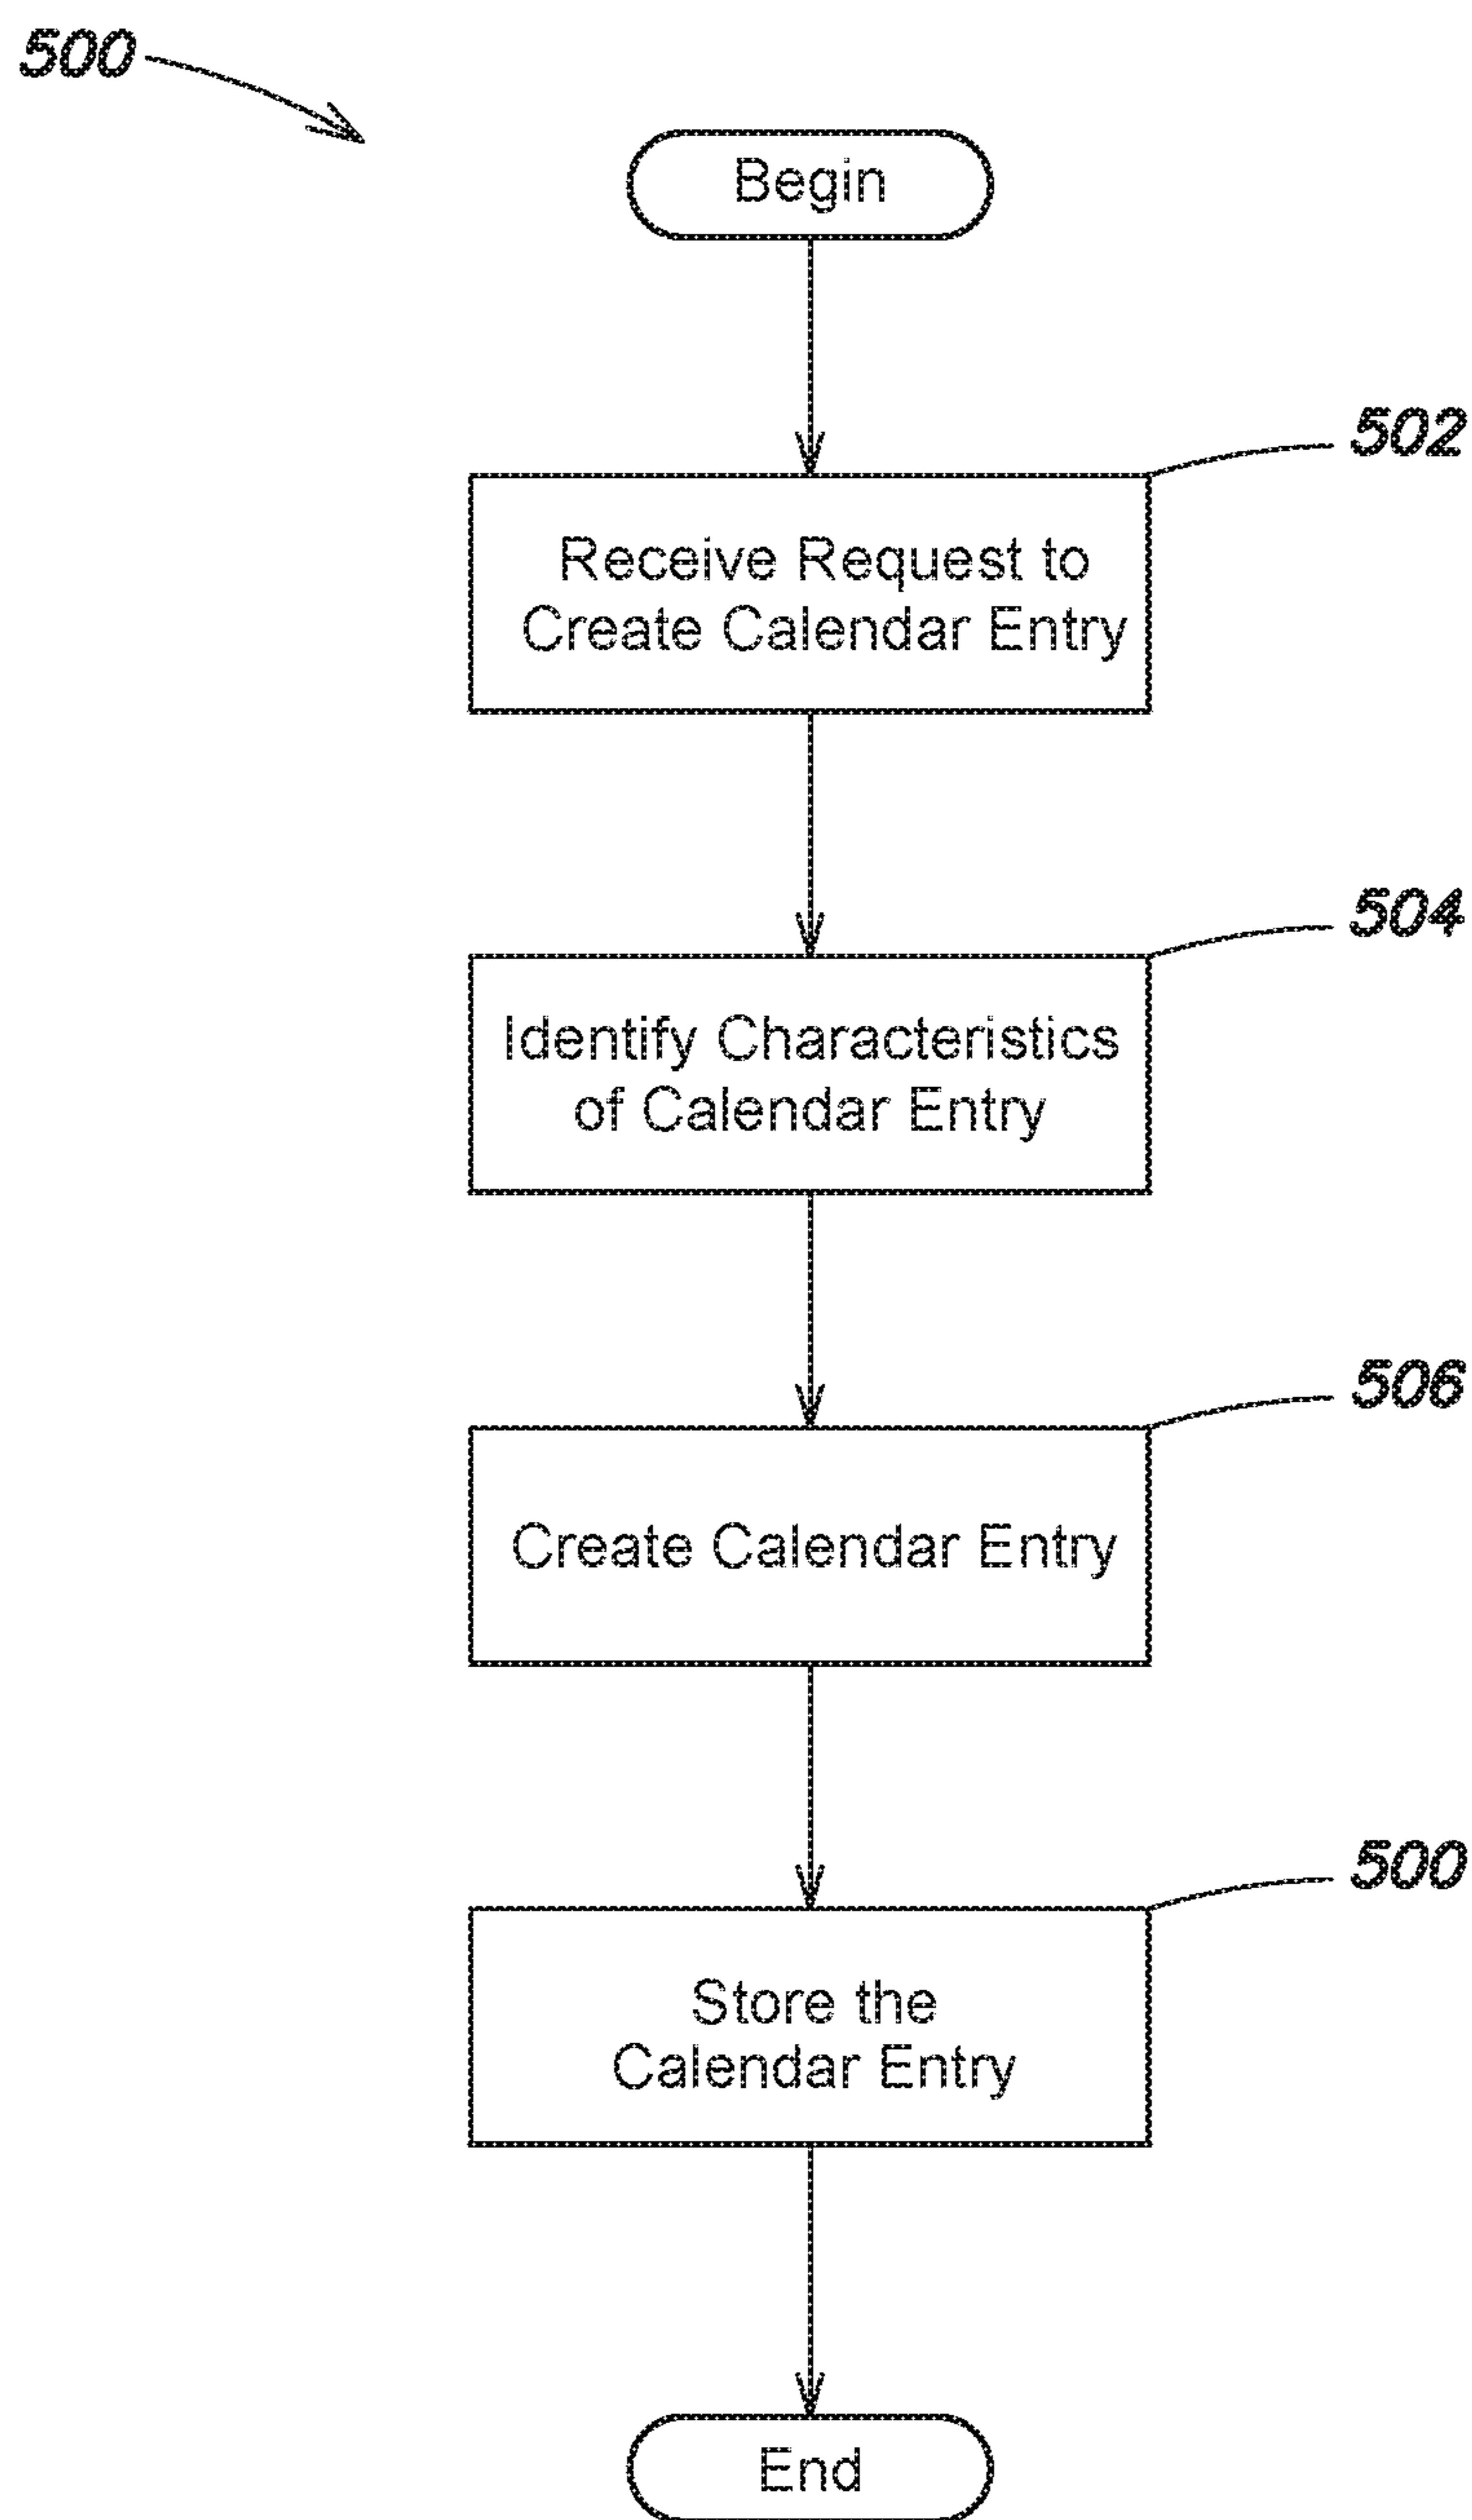 500
Begin
502
Receive Request to
Create Calendar Entry
504
Identify Characteristics
of Calendar Entry
506
Create Calendar Entry
500
Store the
Calendar Entry
End